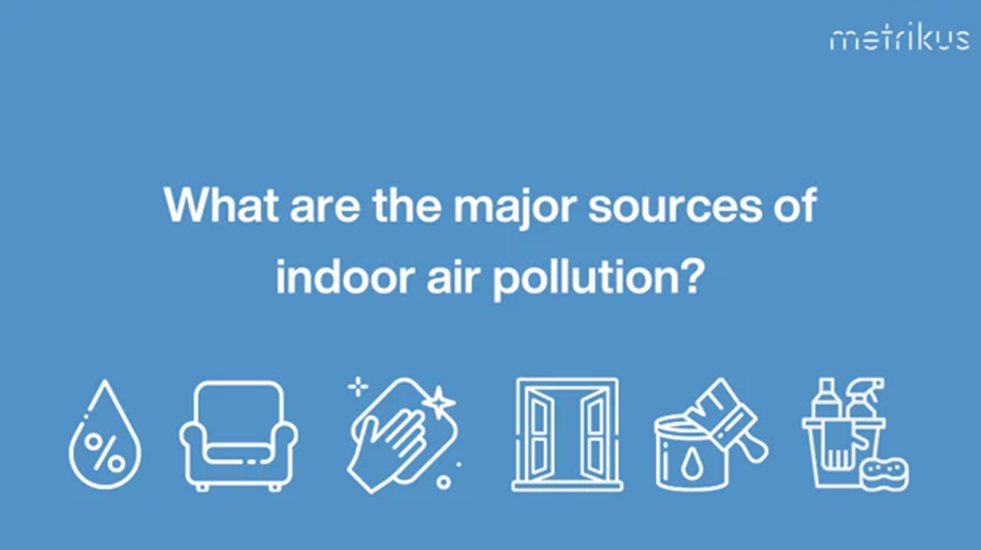 metrikus
What are the major sources of
indoor air pollution?
%